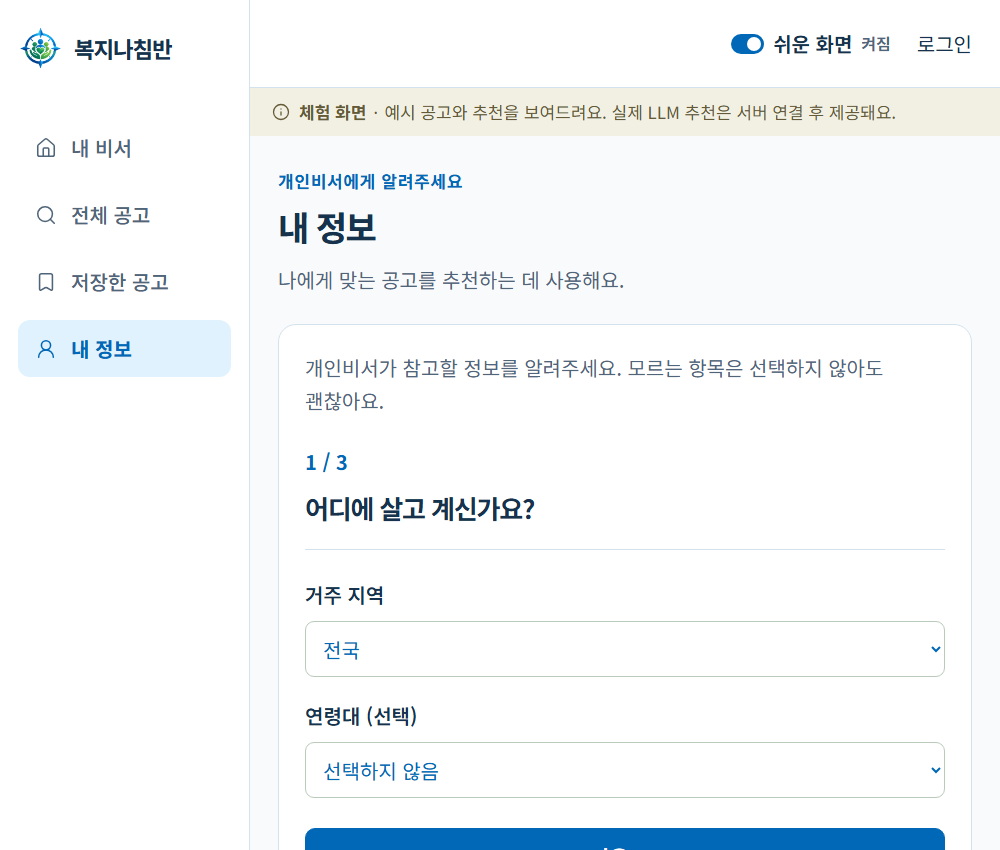 복지나침반
쉬운 화면 켜짐 로그인
체험 화면 · 예시 공고와 추천을 보여드려요. 실제 LLM 추천은 서버 연결 후 제공돼요.
내 비서
전체 공고
저장한 공고
내 정보
개인비서에게 알려주세요
내 정보
나에게 맞는 공고를 추천하는 데 사용해요.
개인비서가 참고할 정보를 알려주세요. 모르는 항목은 선택하지 않아도
괜찮아요.
1 / 3
어디에 살고 계신가요?
거주 지역
전국
연령대 (선택)
선택하지 않음